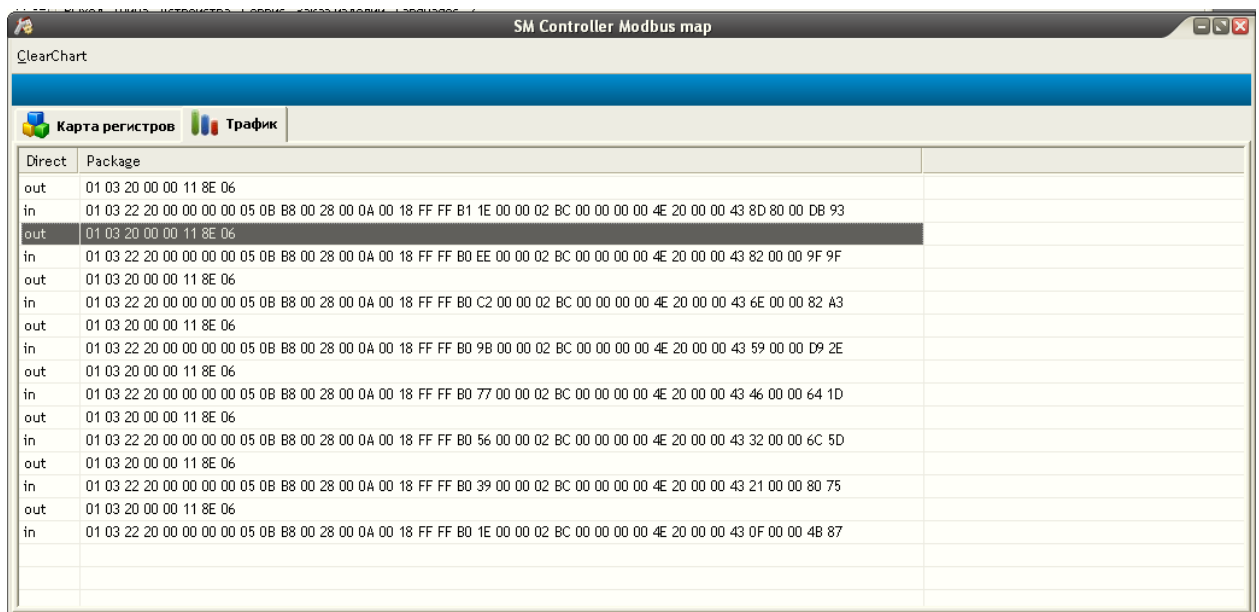 SM Controller Modbus map
ClearChart
Карта регистров Трафик
Direct Package
out 01 03 20 00 00 11 8E 06
in 01 03 22 20 00 00 00 00 05 0B B8 00 28 00 0A 00 18 FF FF B1 1E 00 00 02 BC 00 00 00 00 4E 20 00 00 43 8D 80 00 DB 93
out 01 03 20 00 00 11 8E 06
in 01 03 22 20 00 00 00 00 05 0B B8 00 28 00 0A 00 18 FF FF B0 EE 00 00 02 BC 00 00 00 00 4E 20 00 00 43 82 00 00 9F 9F
out 01 03 20 00 00 11 8E 06
in 01 03 22 20 00 00 00 00 05 0B B8 00 28 00 0A 00 18 FF FF B0 C2 00 00 02 BC 00 00 00 00 4E 20 00 00 43 6E 00 00 82 A3
out 01 03 20 00 00 11 8E 06
in 01 03 22 20 00 00 00 00 05 0B B8 00 28 00 0A 00 18 FF FF B0 9B 00 00 02 BC 00 00 00 00 4E 20 00 00 43 59 00 00 D9 2E
out 01 03 20 00 00 11 8E 06
in 01 03 22 20 00 00 00 00 05 0B B8 00 28 00 0A 00 18 FF FF B0 77 00 00 02 BC 00 00 00 00 4E 20 00 00 43 46 00 00 64 1D
out 01 03 20 00 00 11 8E 06
in 01 03 22 20 00 00 00 00 05 0B B8 00 28 00 0A 00 18 FF FF B0 56 00 00 02 BC 00 00 00 00 4E 20 00 00 43 32 00 00 6C 5D
out 01 03 20 00 00 11 8E 06
in 01 03 22 20 00 00 00 00 05 0B B8 00 28 00 0A 00 18 FF FF B0 39 00 00 02 BC 00 00 00 00 4E 20 00 00 43 21 00 00 80 75
out 01 03 20 00 00 11 8E 06
in 01 03 22 20 00 00 00 00 05 0B B8 00 28 00 0A 00 18 FF FF B0 1E 00 00 02 BC 00 00 00 00 4E 20 00 00 43 0F 00 00 4B 87